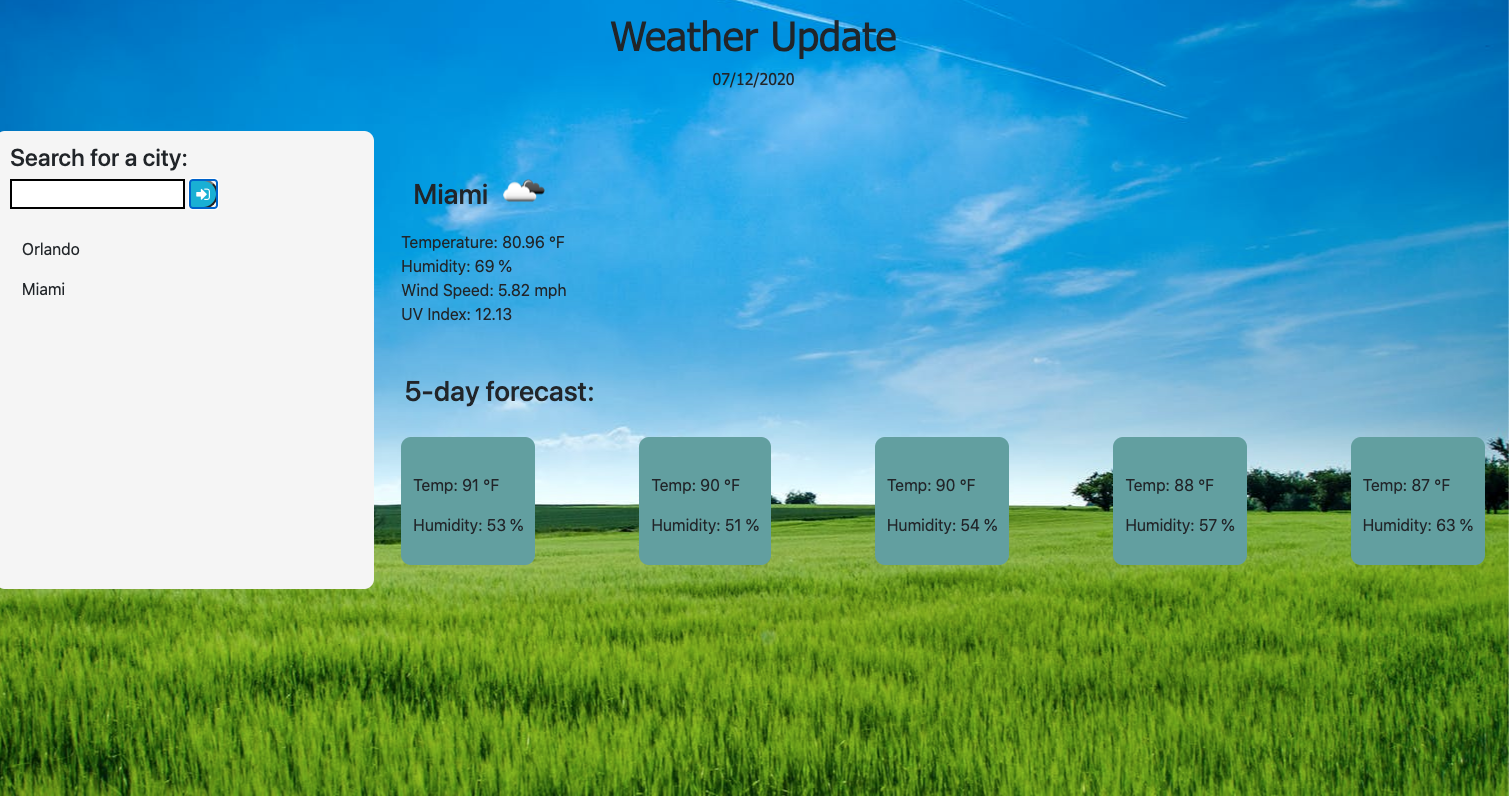 Weather Update
07/12/2020
Search for a city:
Orlando
Miami
Miami
Temperature: 80.96 °F
Humidity: 69 %
Wind Speed: 5.82 mph
UV Index: 12.13
5-day forecast:
Temp: 91 °F
Humidity: 53 %
Temp: 90 °F
Humidity: 51 %
Temp: 90 °F
Humidity: 54 %
Temp: 88 °F
Humidity: 57 %
Temp: 87 °F
Humidity: 63 %